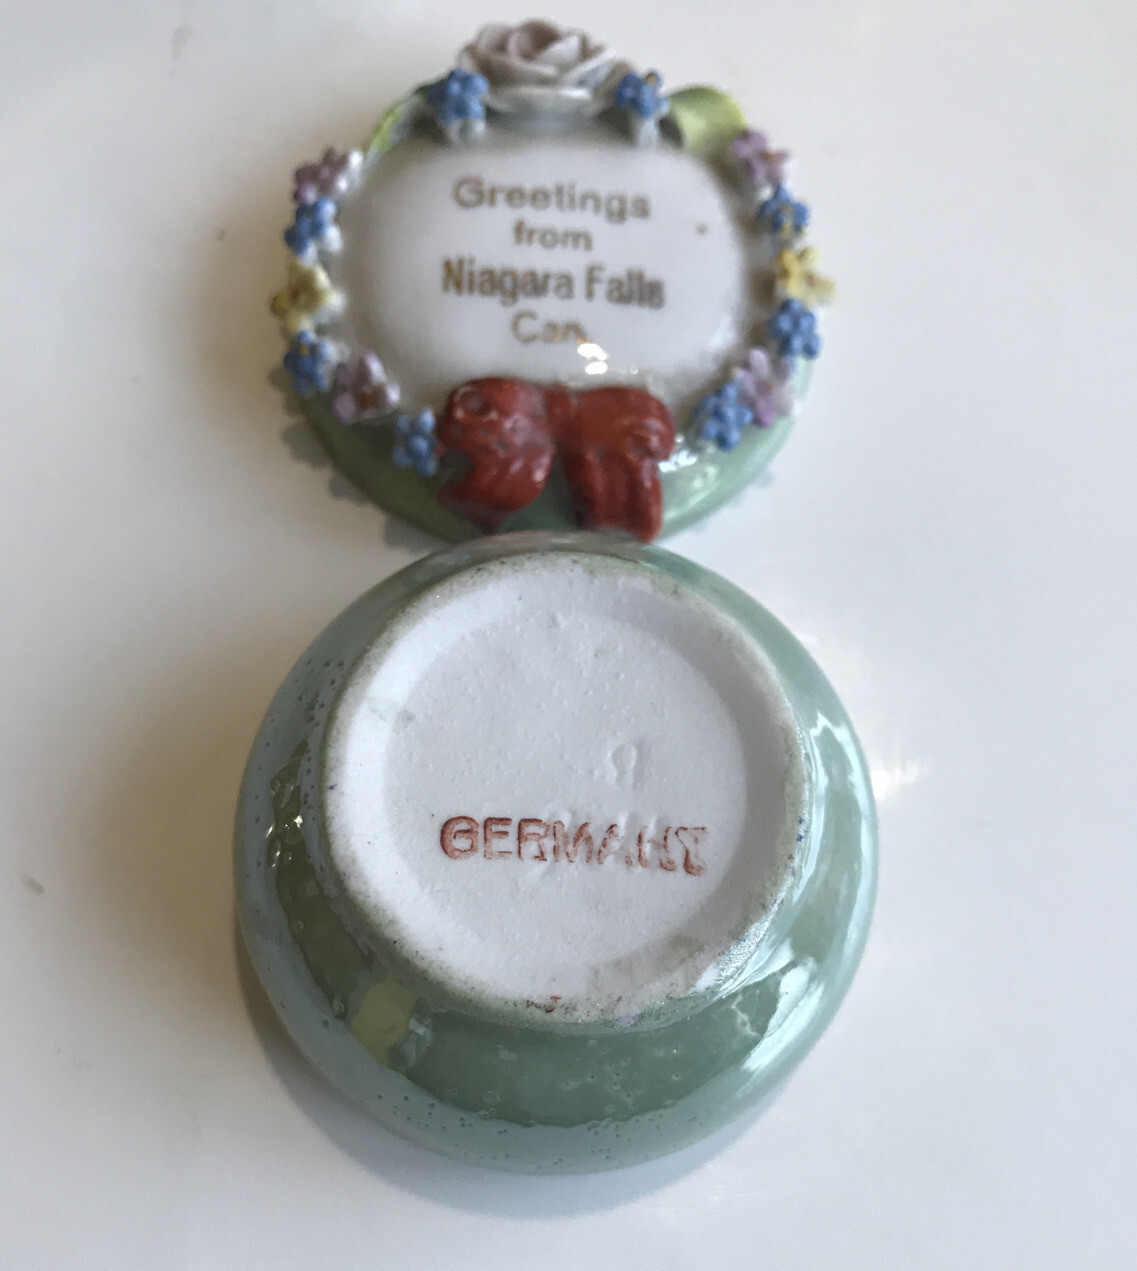 Greetings
from
Niagara Falls
Can.
GERMANY